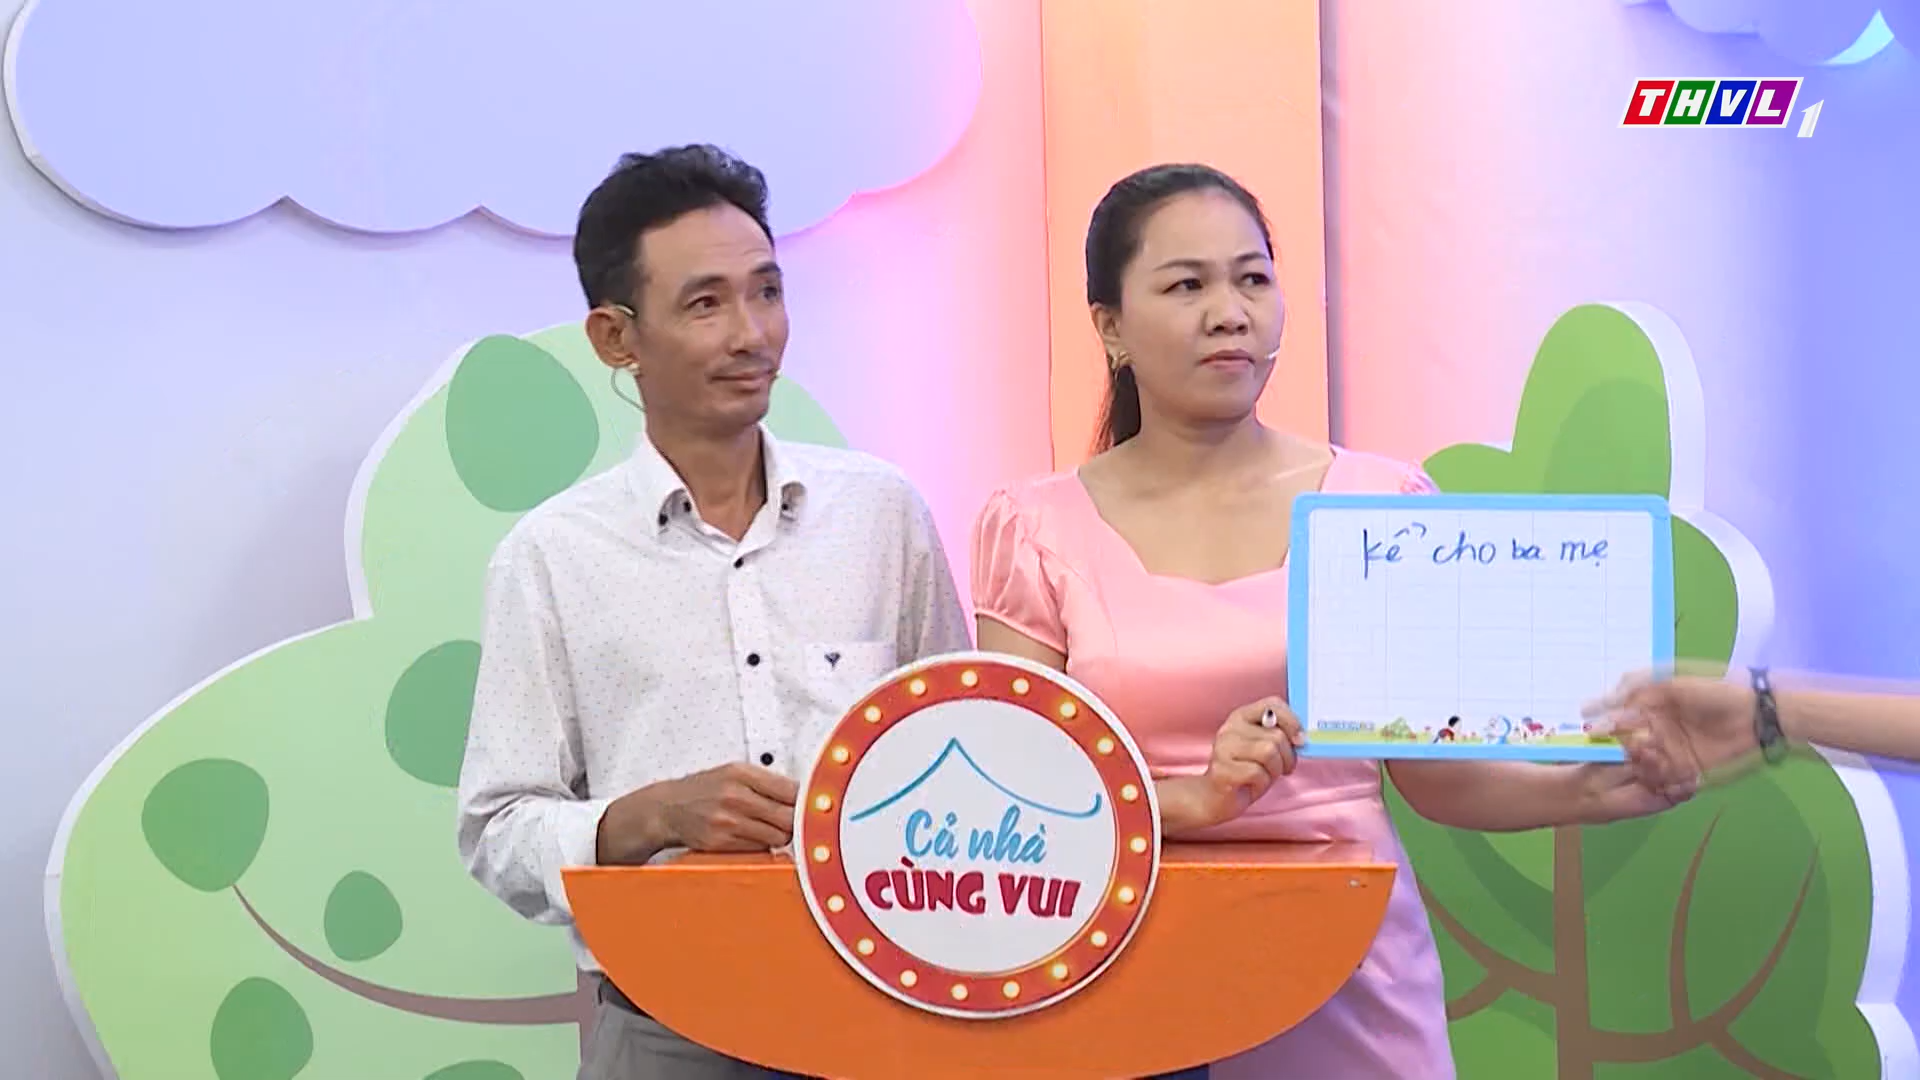 THVL1
kể cho ba mẹ
Cả nhà
CÙNG VUI